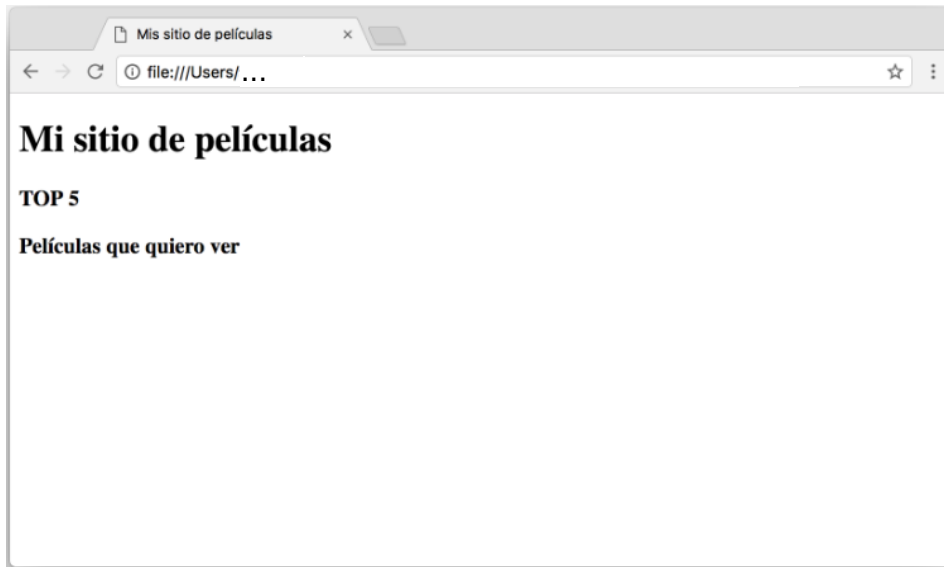 Mis sitio de películas
file:///Users/...
Mi sitio de películas
TOP 5
Películas que quiero ver